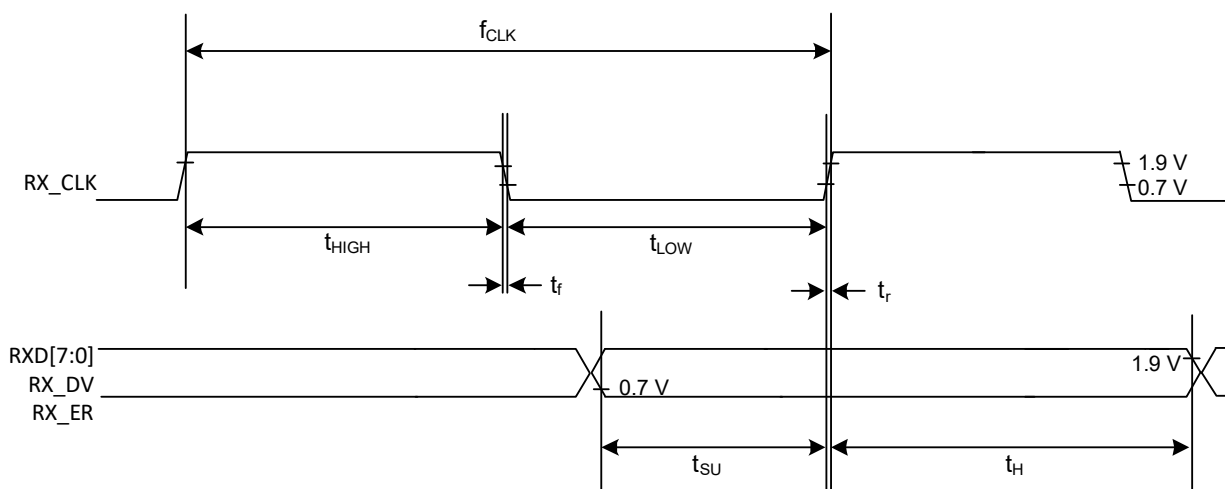 fCLK
RX_CLK
1.9 V
0.7 V
tHIGH
tLOW
tf
tr
RXD[7:0]
RX_DV
RX_ER
0.7 V
1.9 V
tSU
tH